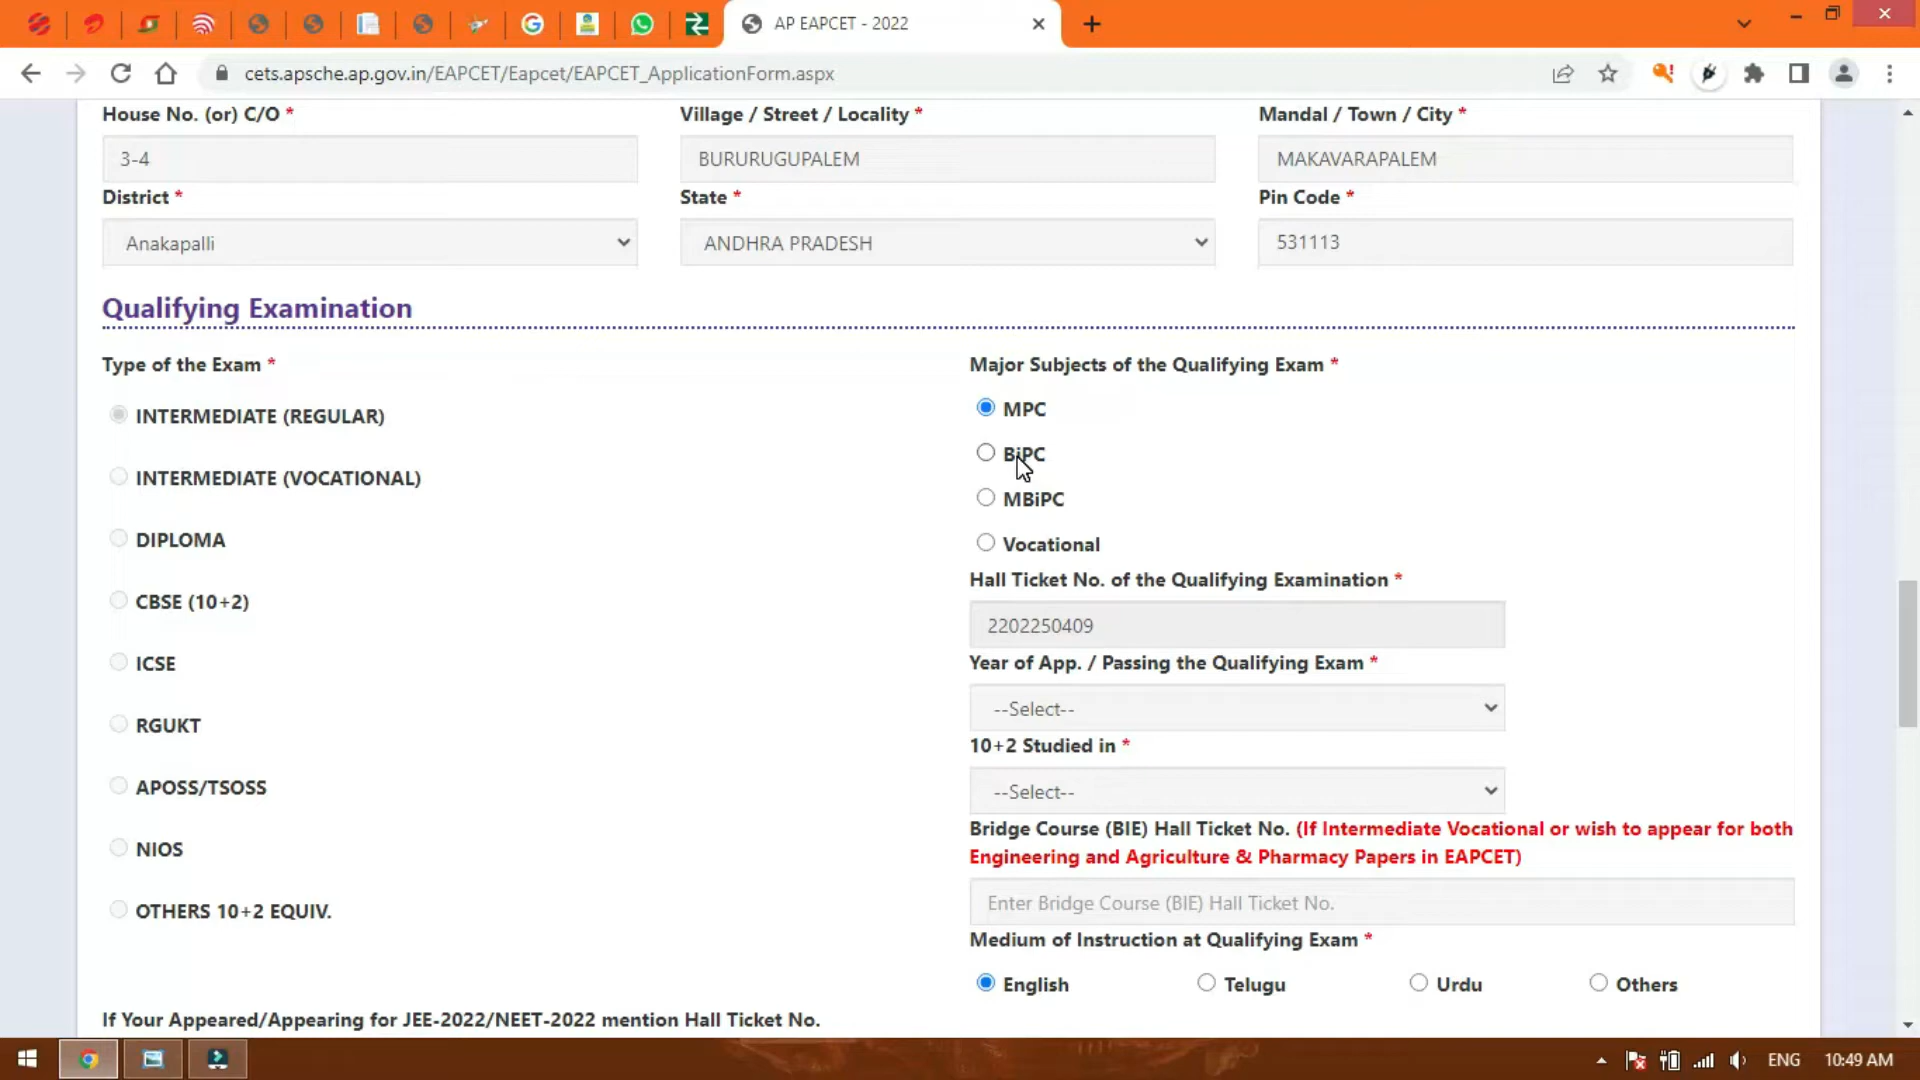 AP EAPCET - 2022
cets.apsche.ap.gov.in/EAPCET/Eapcet/EAPCET_ApplicationForm.aspx
House No. (or) C/O *
Village / Street / Locality *
Mandal / Town / City *
3-4
BURURUGUPALEM
MAKAVARAPALEM
District *
State *
Pin Code *
Anakapalli
ANDHRA PRADESH
531113
Qualifying Examination
Type of the Exam *
INTERMEDIATE (REGULAR)
INTERMEDIATE (VOCATIONAL)
DIPLOMA
CBSE (10+2)
ICSE
RGUKT
APOSS/TSOSS
NIOS
OTHERS 10+2 EQUIV.
Major Subjects of the Qualifying Exam *
MPC
BiPC
MBiPC
Vocational
Hall Ticket No. of the Qualifying Examination *
2202250409
Year of App. / Passing the Qualifying Exam *
--Select--
10+2 Studied in *
--Select--
Bridge Course (BIE) Hall Ticket No. (If Intermediate Vocational or wish to appear for both
Engineering and Agriculture & Pharmacy Papers in EAPCET)
Enter Bridge Course (BIE) Hall Ticket No.
Medium of Instruction at Qualifying Exam *
English
Telugu
Urdu
Others
If Your Appeared/Appearing for JEE-2022/NEET-2022 mention Hall Ticket No.
ENG
10:49 AM